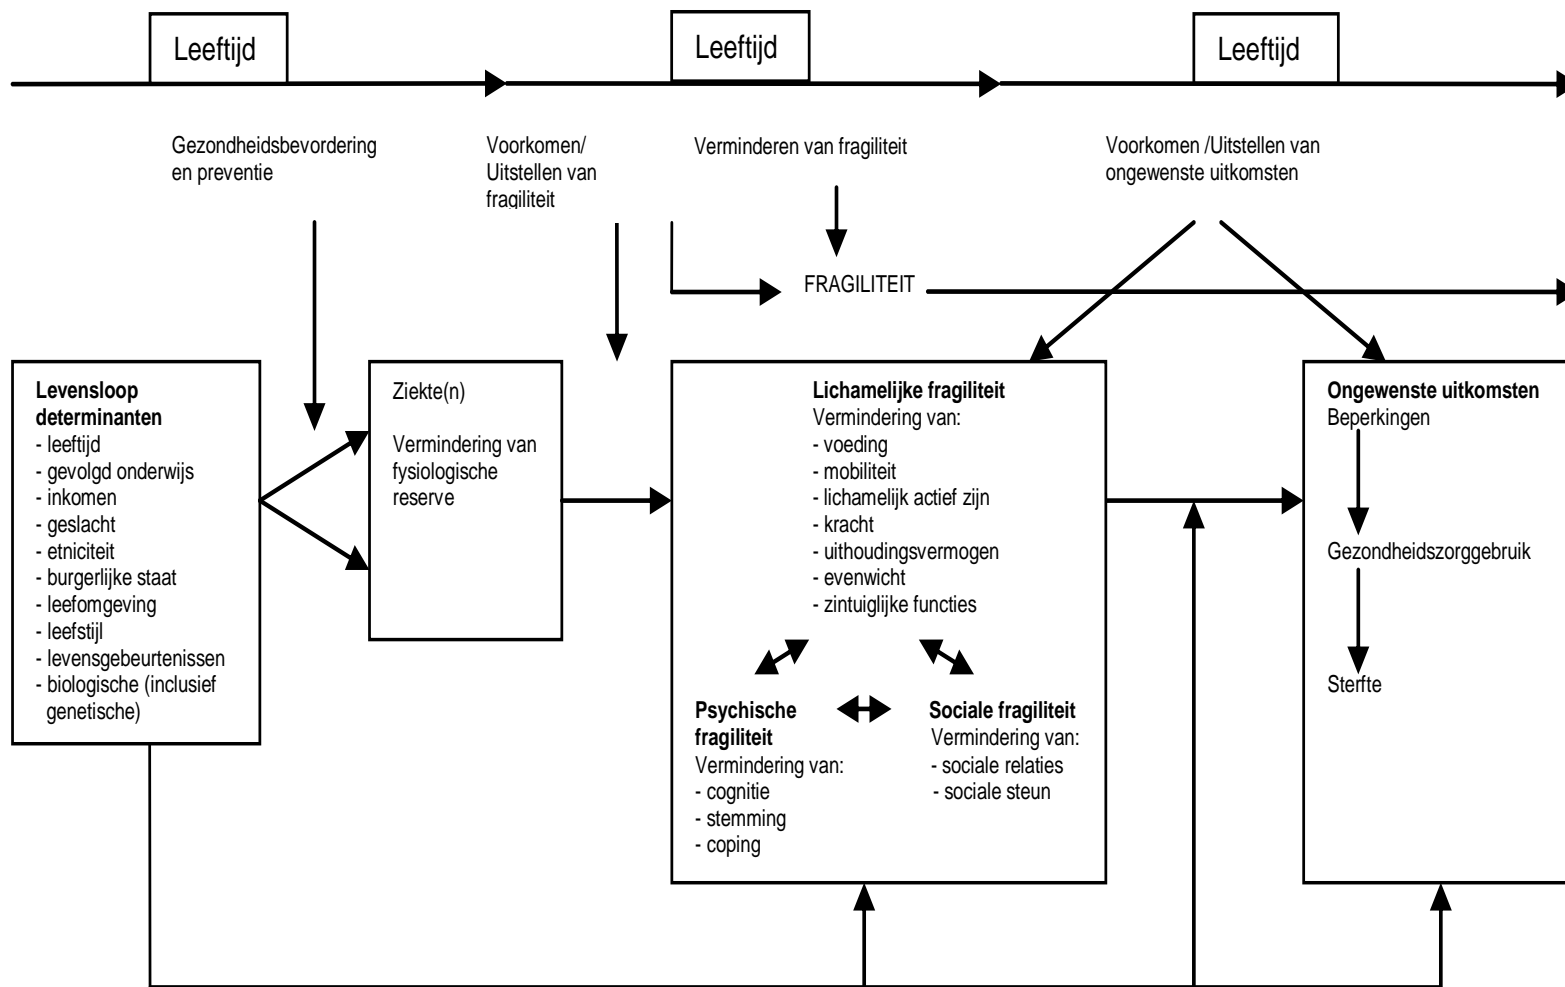 Leeftijd
Leeftijd
Leeftijd
Gezondheidsbevordering
en preventie
Voorkomen/
Uitstellen van
fragiliteit
Verminderen van fragiliteit
Voorkomen /Uitstellen van
ongewenste uitkomsten
FRAGILITEIT
Levensloop
determinanten
- leeftijd
- gevolgd onderwijs
- inkomen
- geslacht
- etniciteit
- burgerlijke staat
- leefomgeving
- leefstijl
- levensgebeurtenissen
- biologische (inclusief
genetische)
Ziekte(n)
Vermindering van
fysiologische
reserve
Lichamelijke fragiliteit
Vermindering van:
- voeding
- mobiliteit
- lichamelijk actief zijn
- kracht
- uithoudingsvermogen
- evenwicht
- zintuiglijke functies
Psychische
fragiliteit
Vermindering van:
- cognitie
- stemming
- coping
Sociale fragiliteit
Vermindering van:
- sociale relaties
- sociale steun
Ongewenste uitkomsten
Beperkingen
Gezondheidszorggebruik
Sterfte